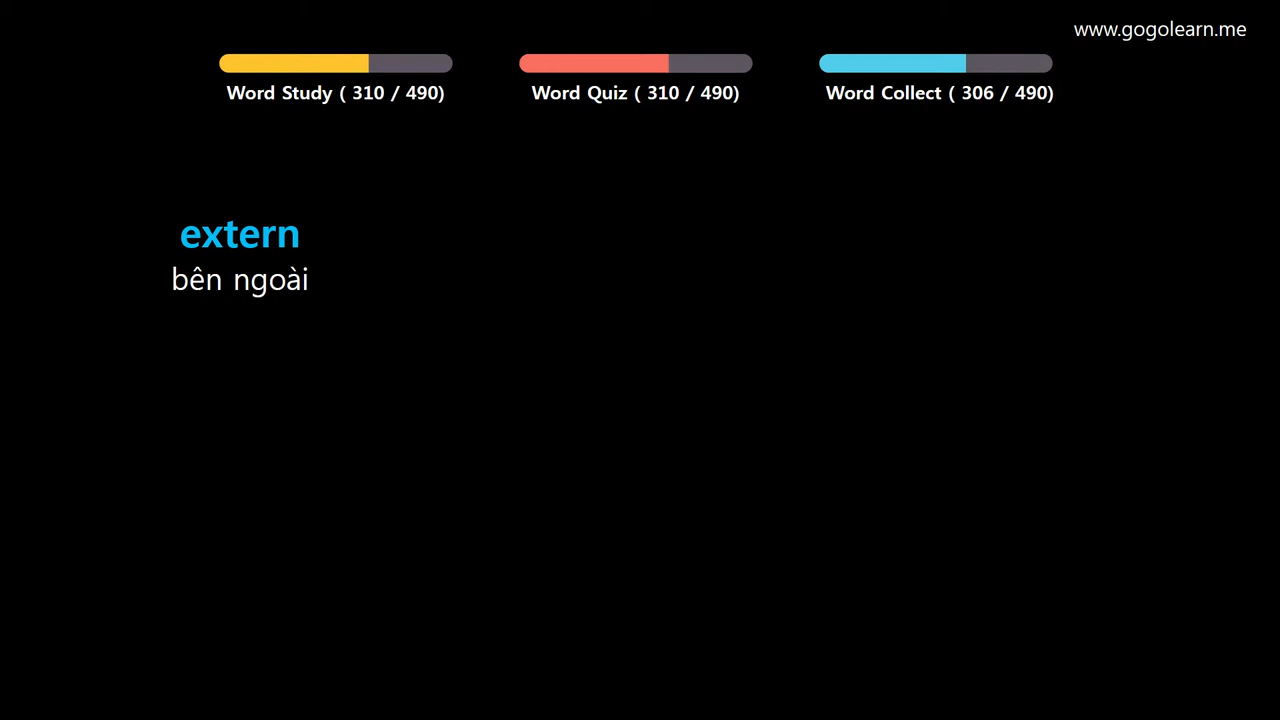 www.gogolearn.me
Word Study ( 310 / 490)
Word Quiz ( 310 / 490)
Word Collect ( 306 / 490)
extern
bên ngoài